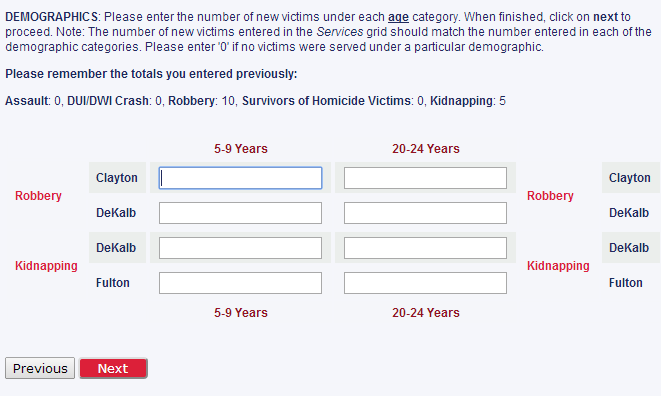 DEMOGRAPHICS: Please enter the number of new victims under each age category. When finished, click on next to
proceed. Note: The number of new victims entered in the Services grid should match the number entered in each of the
demographic categories. Please enter '0' if no victims were served under a particular demographic.
Please remember the totals you entered previously:
Assault: 0, DUI/DWI Crash: 0, Robbery: 10, Survivors of Homicide Victims: 0, Kidnapping: 5
5-9 Years 20-24 Years
Clayton Clayton
Robbery Robbery
DeKalb DeKalb
DeKalb DeKalb
Kidnapping Kidnapping
Fulton Fulton
5-9 Years 20-24 Years
Previous Next